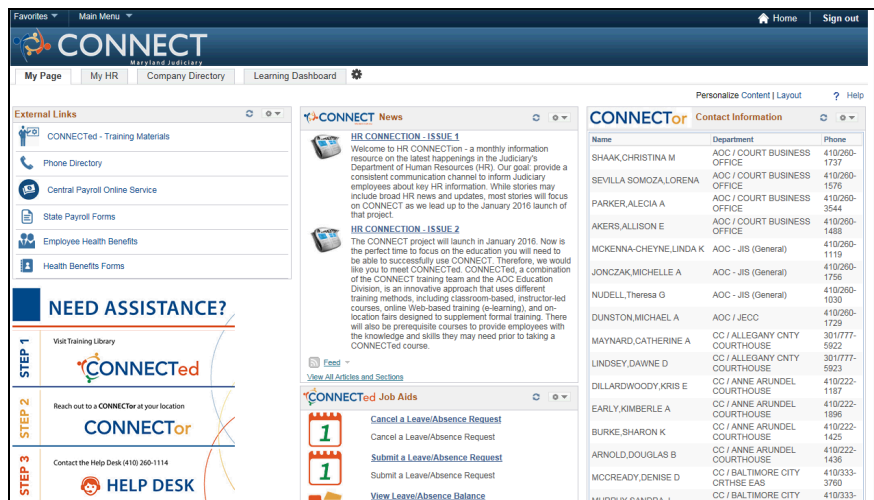 Favorites Main Menu
Home Sign out
CONNECT
Maryland Judiciary
My Page My HR Company Directory Learning Dashboard
Personalize Content | Layout ? Help
External Links
CONNECTed - Training Materials
Phone Directory
Central Payroll Online Service
State Payroll Forms
Employee Health Benefits
Health Benefits Forms
NEED ASSISTANCE?
STEP 1
Visit Training Library
CONNECTed
STEP 2
Reach out to a CONNECTor at your location
CONNECTor
STEP 3
Contact the Help Desk (410) 260-1114
HELP DESK
CONNECT News
HR CONNECTION - ISSUE 1
Welcome to HR CONNECTion - a monthly information
resource on the latest happenings in the Judiciary's
Department of Human Resources (HR). Our goal: provide a
consistent communication channel to inform Judiciary
employees about key HR information. While stories may
include broad HR news and updates, most stories will focus
on CONNECT as we lead up to the January 2016 launch of
that project.
HR CONNECTION - ISSUE 2
The CONNECT project will launch in January 2016. Now is
the perfect time to focus on the education you will need to
be able to successfully use CONNECT. Therefore, we would
like you to meet CONNECTed. CONNECTed, a combination
of the CONNECT training team and the AOC Education
Division, is an innovative approach that uses different
training methods, including classroom-based, instructor-led
courses, online Web-based training (e-learning), and on-
location fairs designed to supplement formal training. There
will also be prerequisite courses to provide employees with
the knowledge and skills they may need prior to taking a
CONNECTed course.
Feed
View All Articles and Sections
CONNECTed Job Aids
1
Cancel a Leave/Absence Request
Cancel a Leave/Absence Request
1
Submit a Leave/Absence Request
Submit a Leave/Absence Request
View Leave/Absence Balance
CONNECTor Contact Information
Name Department Phone
SHAAK,CHRISTINA M AOC / COURT BUSINESS OFFICE 410/260-1737
SEVILLA SOMOZA,LORENA AOC / COURT BUSINESS OFFICE 410/260-1576
PARKER,ALECIA A AOC / COURT BUSINESS OFFICE 410/260-3544
AKERS,ALLISON E AOC / COURT BUSINESS OFFICE 410/260-1488
MCKENNA-CHEYNE,LINDA K AOC - JIS (General) 410/260-1119
JONCZAK,MICHELLE A AOC - JIS (General) 410/260-1756
NUDELL,Theresa G AOC - JIS (General) 410/260-1030
DUNSTON,MICHAEL A AOC / JECC 410/260-1729
MAYNARD,CATHERINE A CC / ALLEGANY CNTY COURTHOUSE 301/777-5922
LINDSEY,DAWNE D CC / ALLEGANY CNTY COURTHOUSE 301/777-5923
DILLARDWOODY,KRIS E CC / ANNE ARUNDEL COURTHOUSE 410/222-1187
EARLY,KIMBERLE A CC / ANNE ARUNDEL COURTHOUSE 410/222-1896
BURKE,SHARON K CC / ANNE ARUNDEL COURTHOUSE 410/222-1425
ARNOLD,DOUGLAS B CC / ANNE ARUNDEL COURTHOUSE 410/222-1436
MCCREADY,DENISE D CC / BALTIMORE CITY CRTHSE EAS 410/333-3760
CC / BALTIMORE CITY 410/333-